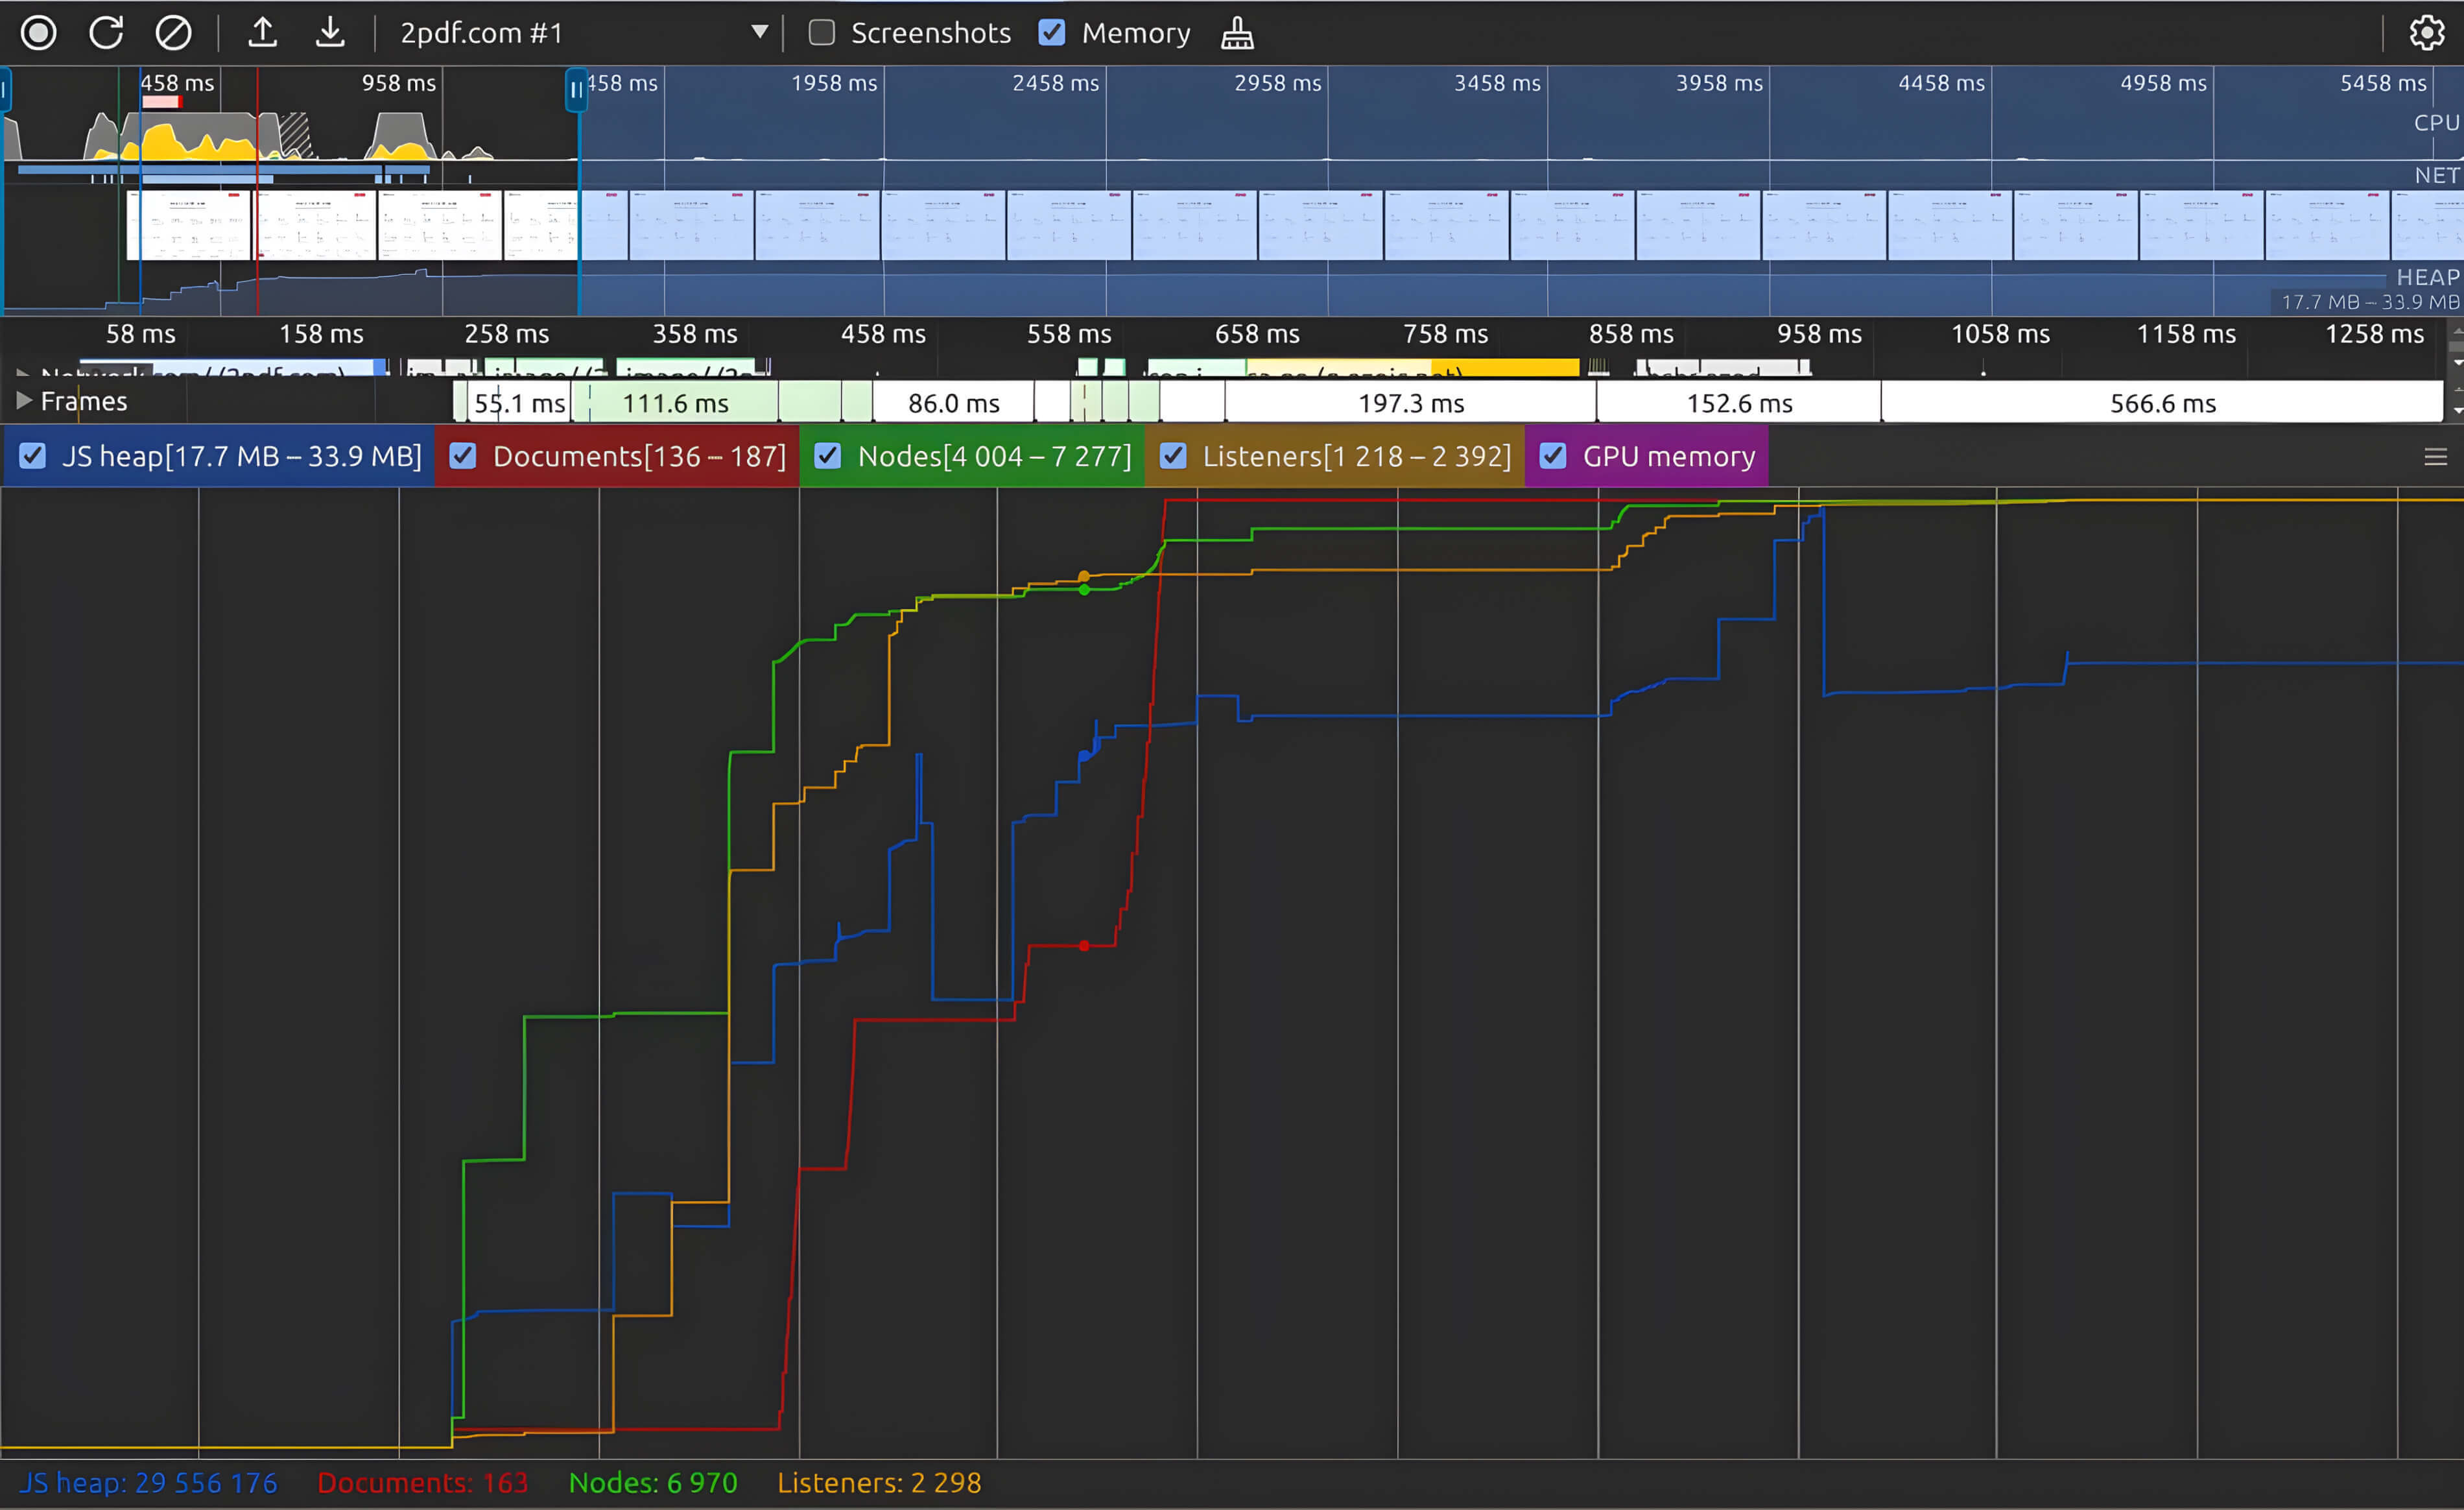 2pdf.com #1 Screenshots Memory
458 ms 958 ms 458 ms 1958 ms 2458 ms 2958 ms 3458 ms 3958 ms 4458 ms 4958 ms 5458 ms
CPU
NET
HEAP
17.7 MB – 33.9 MB
58 ms 158 ms 258 ms 358 ms 458 ms 558 ms 658 ms 758 ms 858 ms 958 ms 1058 ms 1158 ms 1258 ms
Network
Frames 55.1 ms 111.6 ms 86.0 ms 197.3 ms 152.6 ms 566.6 ms
JS heap[17.7 MB – 33.9 MB] Documents[136 – 187] Nodes[4 004 – 7 277] Listeners[1 218 – 2 392] GPU memory
JS heap: 29 556 176 Documents: 163 Nodes: 6 970 Listeners: 2 298